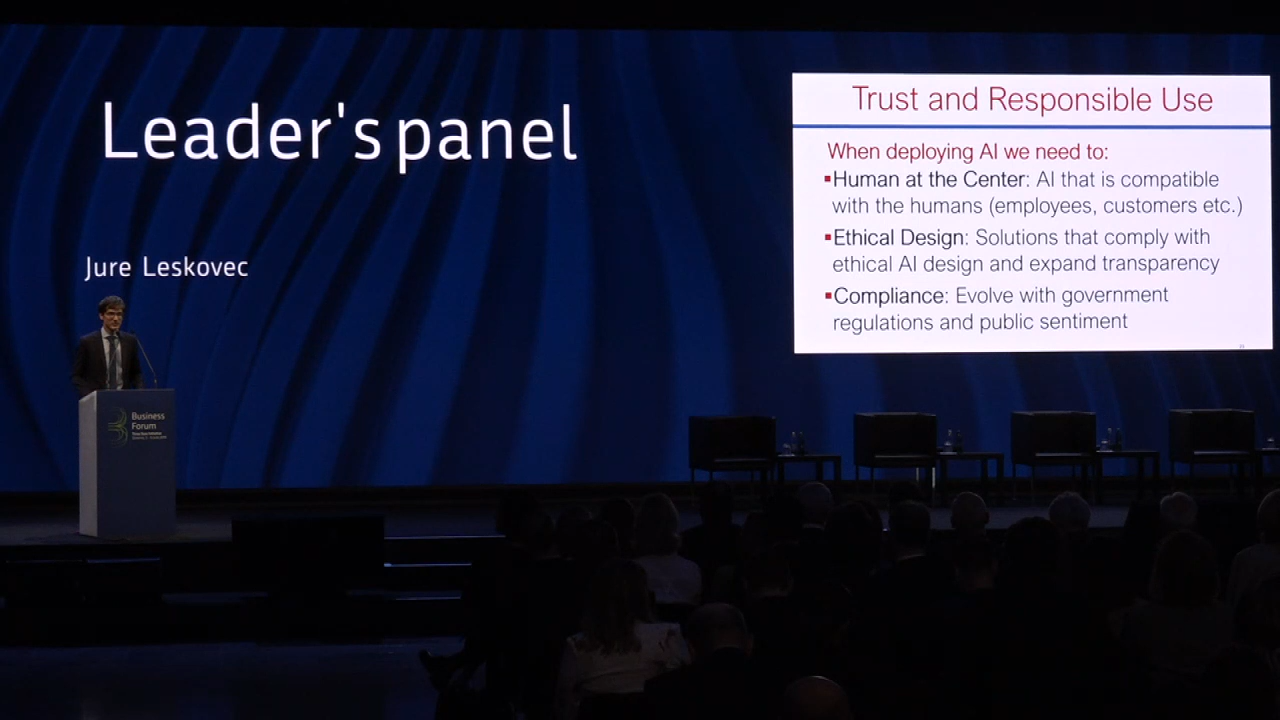 Leader's panel
Jure Leskovec
Trust and Responsible Use
When deploying AI we need to:
▪Human at the Center: AI that is compatible
with the humans (employees, customers etc.)
▪Ethical Design: Solutions that comply with
ethical AI design and expand transparency
▪Compliance: Evolve with government
regulations and public sentiment
Business
Forum